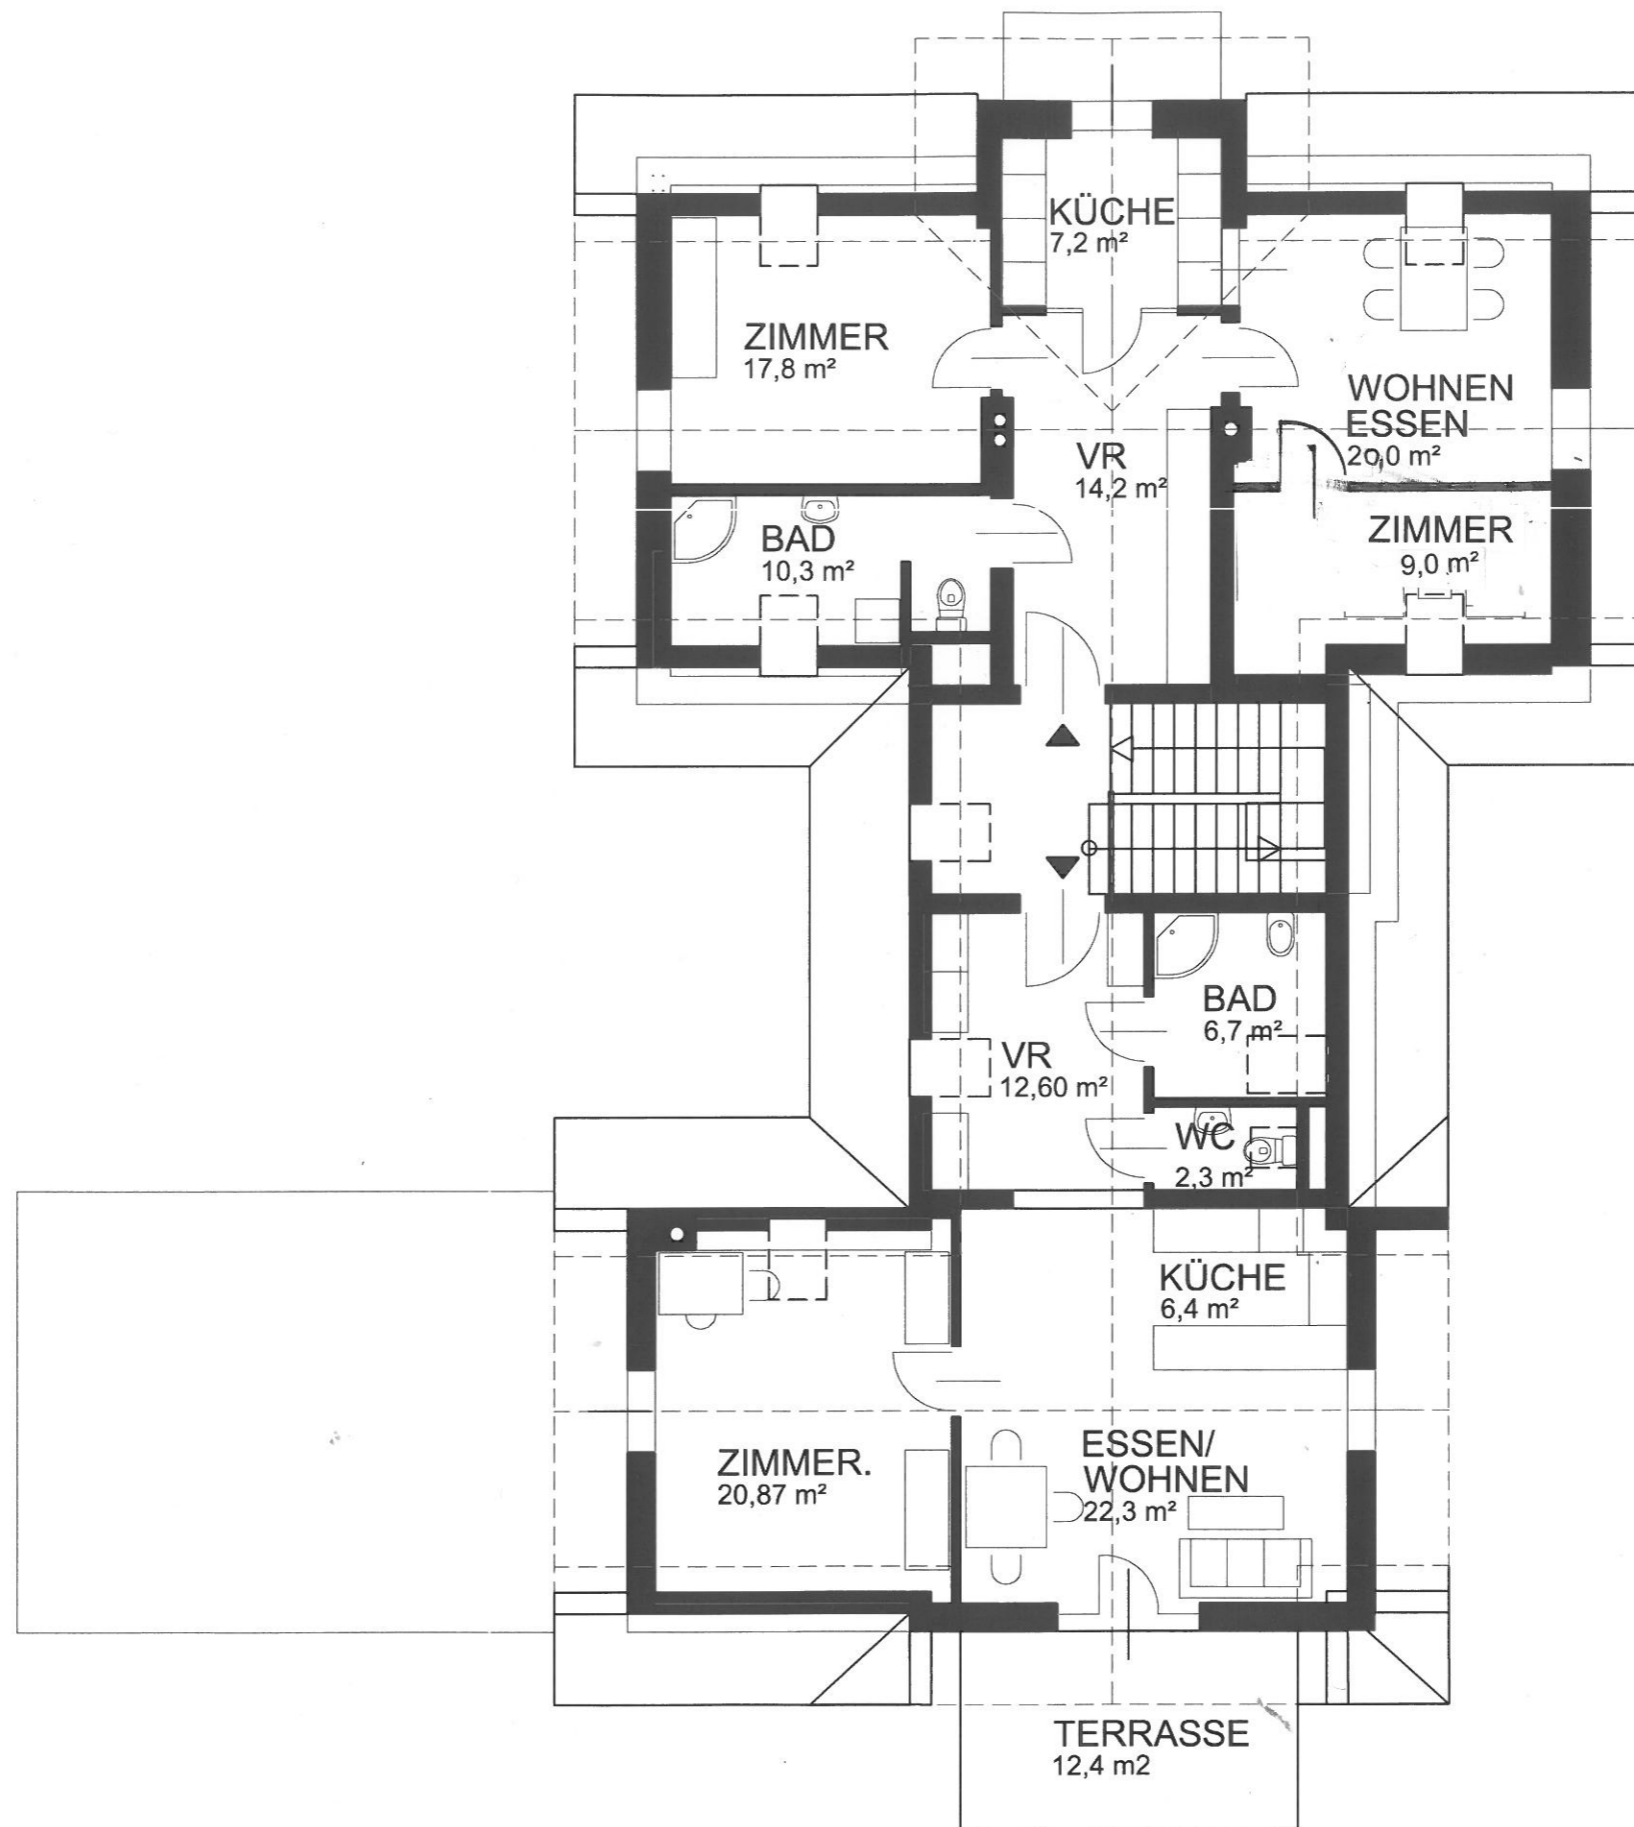 KÜCHE
7,2 m²
ZIMMER
17,8 m²
WOHNEN
ESSEN
20,0 m²
VR
14,2 m²
BAD
10,3 m²
ZIMMER
9,0 m²
BAD
6,7 m²
VR
12,60 m²
WC
2,3 m²
KÜCHE
6,4 m²
ZIMMER.
20,87 m²
ESSEN/
WOHNEN
22,3 m²
TERRASSE
12,4 m2